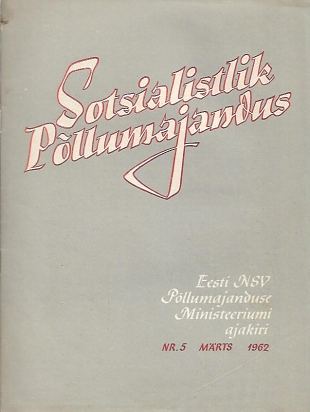 Sotsialistlik
Põllumajandus
Eesti NSV
Põllumajanduse
Ministeeriumi
ajakiri
NR. 5 MÄRTS 1962